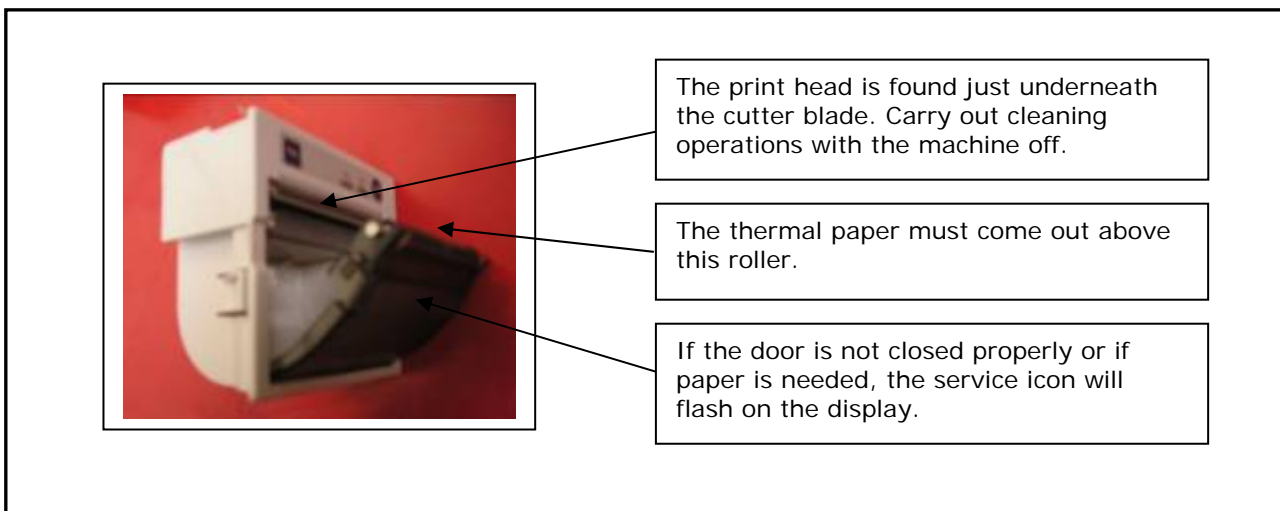 The print head is found just underneath
the cutter blade. Carry out cleaning
operations with the machine off.
The thermal paper must come out above
this roller.
If the door is not closed properly or if
paper is needed, the service icon will
flash on the display.